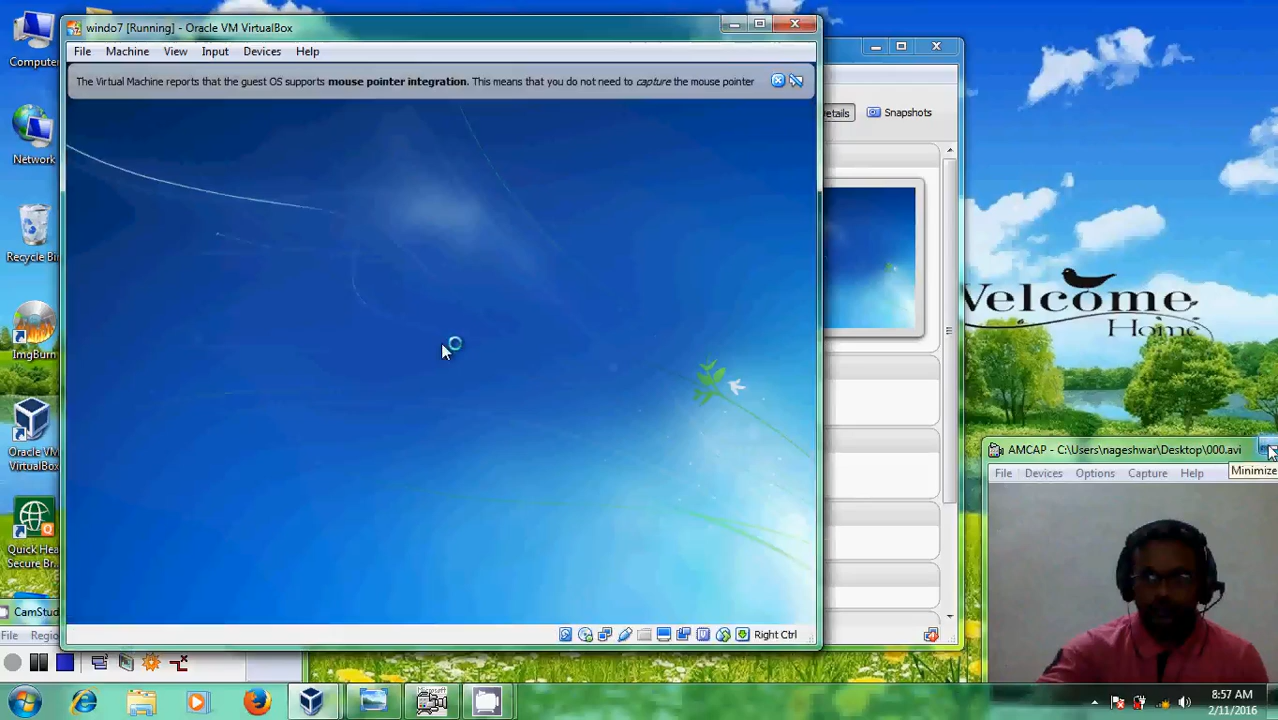 windo7 [Running] - Oracle VM VirtualBox
File Machine View Input Devices Help
The Virtual Machine reports that the guest OS supports mouse pointer integration. This means that you do not need to capture the mouse pointer
Snapshots
Computer
Network
Recycle Bin
ImgBurn
Oracle VM
VirtualBox
Quick Heal
Secure Br...
Welcome
Home
AMCAP - C:\Users\nageshwar\Desktop\000.avi
Minimize
File Devices Options Capture Help
CamStud
File Region
Right Ctrl
8:57 AM
2/11/2016